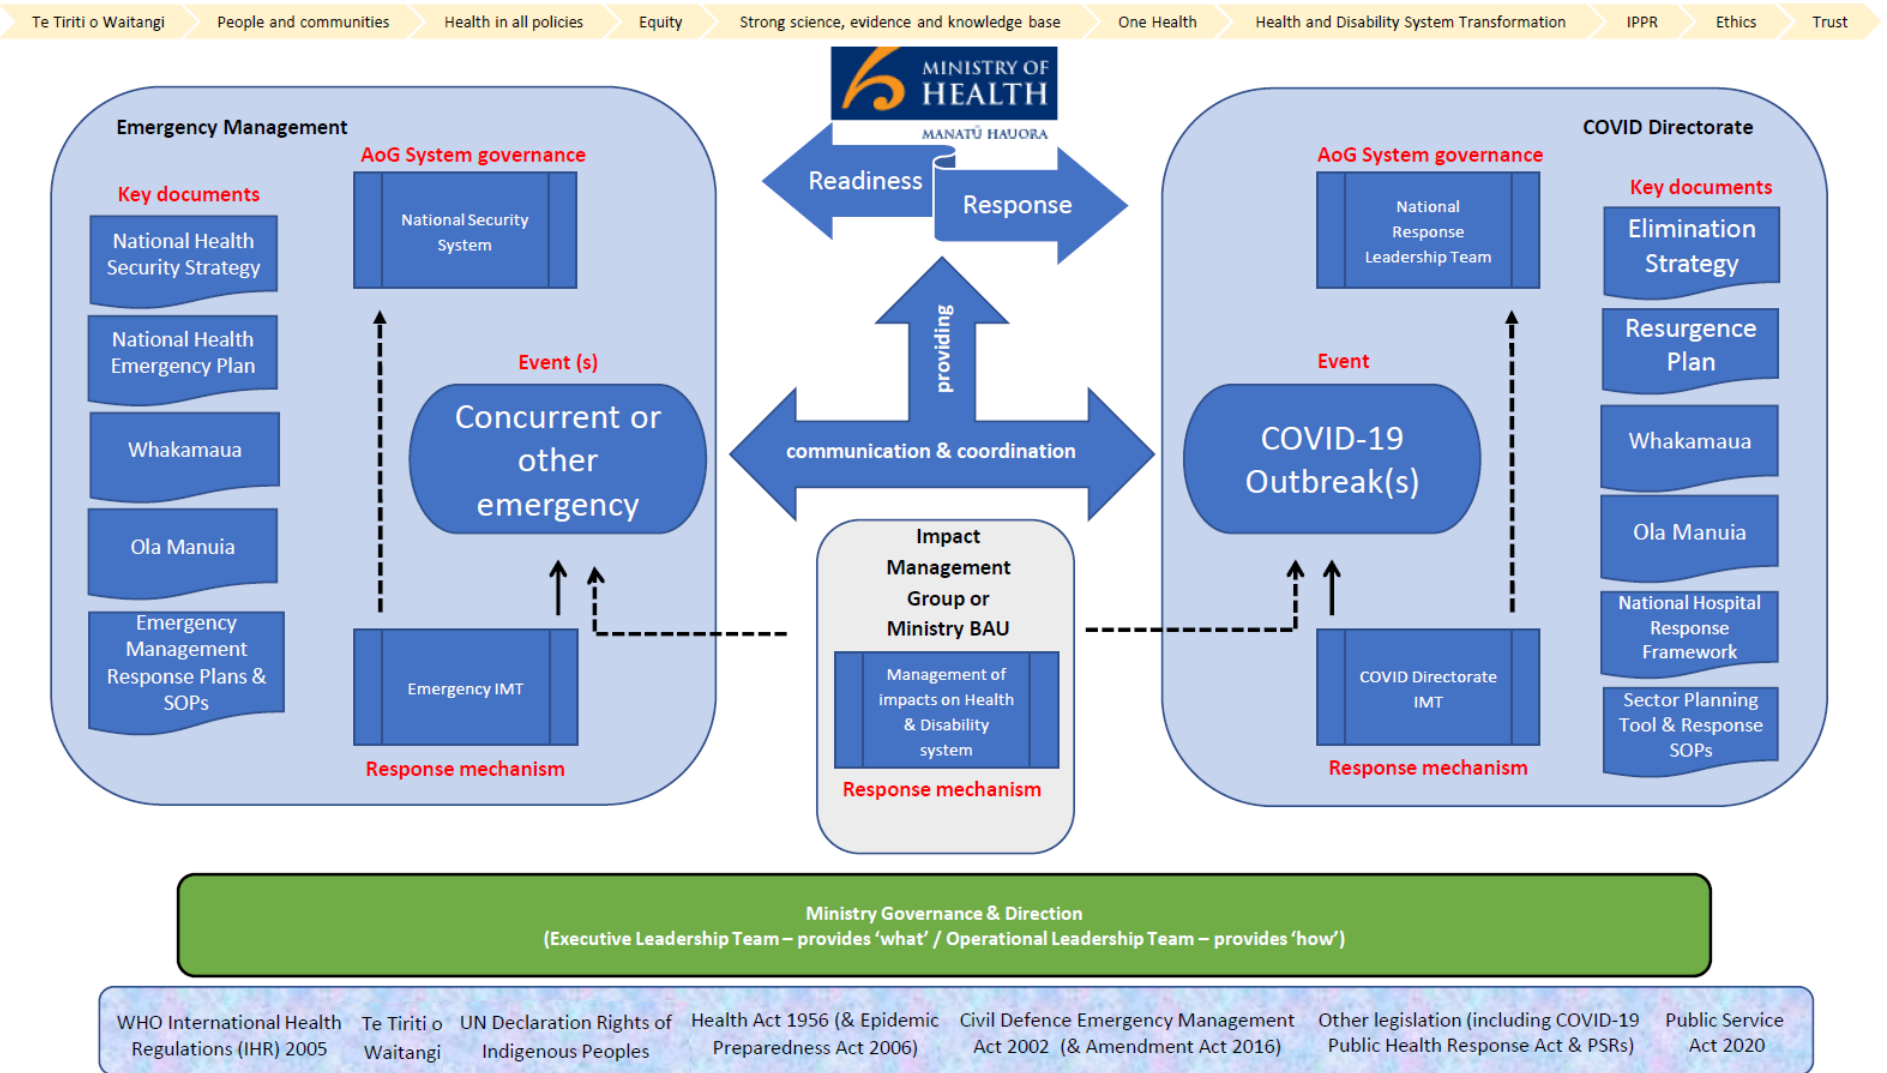 Te Tiriti o Waitangi
People and communities
Health in all policies
Equity
Strong science, evidence and knowledge base
One Health
Health and Disability System Transformation
IPPR
Ethics
Trust
MINISTRY OF
HEALTH
MANATŪ HAUORA
Readiness
Response
Emergency Management
AoG System governance
Key documents
National Health
Security Strategy
National Health
Emergency Plan
Whakamaua
Ola Manuia
Emergency
Management
Response Plans &
SOPs
National Security
System
Event (s)
Concurrent or
other
emergency
Emergency IMT
Response mechanism
providing
communication & coordination
Impact
Management
Group or
Ministry BAU
Management of
impacts on Health
& Disability
system
Response mechanism
COVID Directorate
AoG System governance
National
Response
Leadership Team
Event
COVID-19
Outbreak(s)
COVID Directorate
IMT
Response mechanism
Key documents
Elimination
Strategy
Resurgence
Plan
Whakamaua
Ola Manuia
National Hospital
Response
Framework
Sector Planning
Tool & Response
SOPs
Ministry Governance & Direction
(Executive Leadership Team – provides ‘what’ / Operational Leadership Team – provides ‘how’)
WHO International Health
Regulations (IHR) 2005
Te Tiriti o
Waitangi
UN Declaration Rights of
Indigenous Peoples
Health Act 1956 (& Epidemic
Preparedness Act 2006)
Civil Defence Emergency Management
Act 2002 (& Amendment Act 2016)
Other legislation (including COVID-19
Public Health Response Act & PSRs)
Public Service
Act 2020